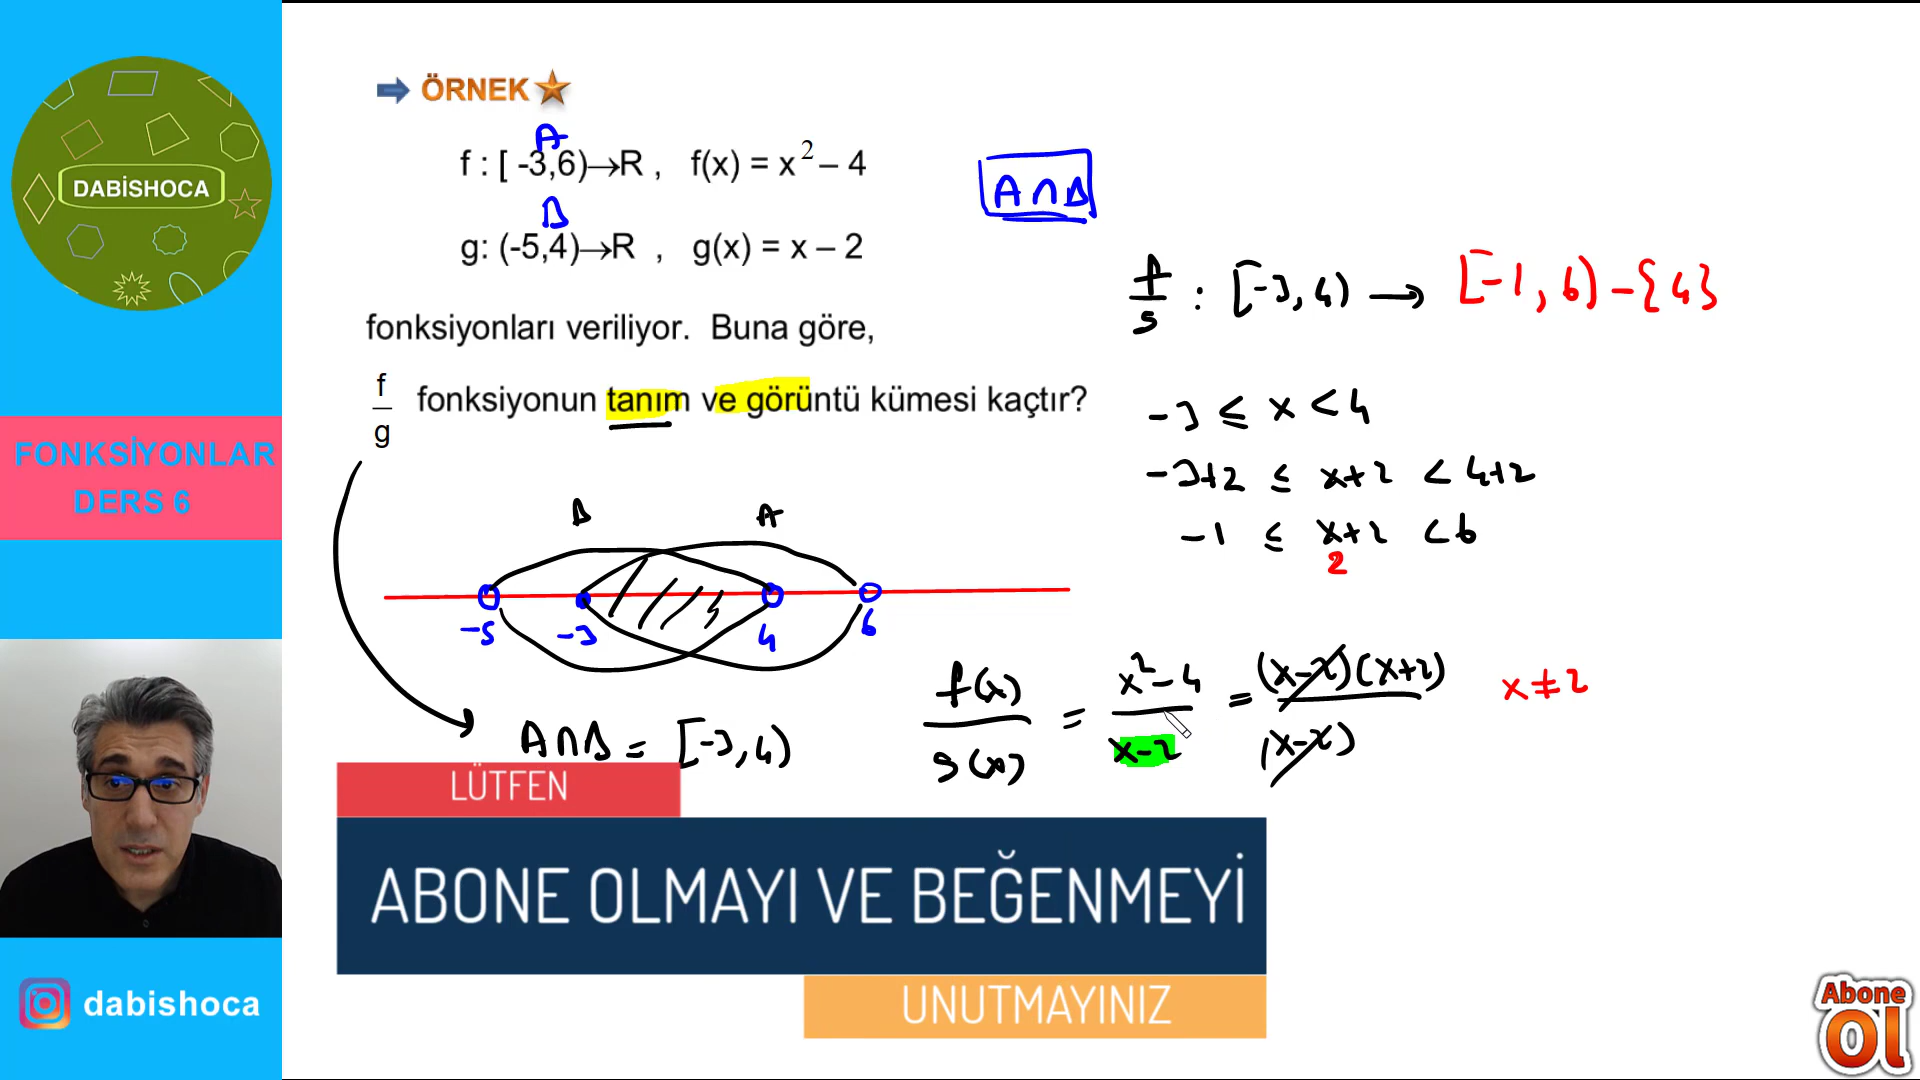 DABİSHOCA
FONKSİYONLAR
DERS 6
dabishoca
ÖRNEK
A
f : [ -3,6)→R , f(x) = x² – 4
B
g: (-5,4)→R , g(x) = x – 2
fonksiyonları veriliyor. Buna göre,
f/g fonksiyonun tanım ve görüntü kümesi kaçtır?
A∩B
f/g : [-3,4) → [-1,6) - {4}
-3 ≤ x < 4
-3+2 ≤ x+2 < 4+2
-1 ≤ x+2 < 6
2
B A
-5 -3 4 6
A∩B = [-3,4)
f(x)/g(x) = x²-4/x-2 = (x-2)(x+2)/(x-2) x≠2
LÜTFEN
ABONE OLMAYI VE BEĞENMEYİ
UNUTMAYINIZ
Abone
Ol